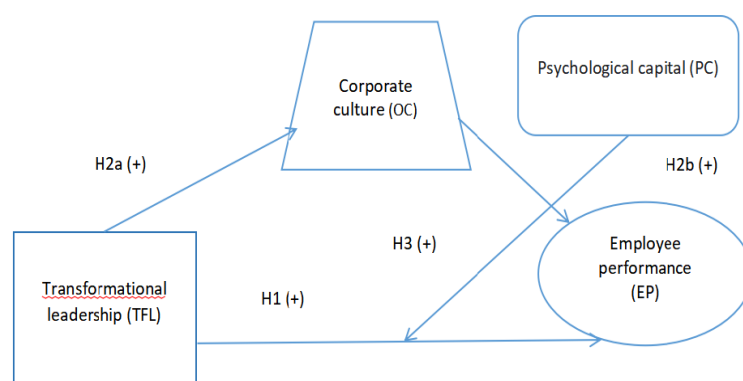 Corporate
culture (OC)
Psychological capital (PC)
H2a (+)
H2b (+)
H3 (+)
Employee
performance
(EP)
Transformational
leadership (TFL)
H1 (+)